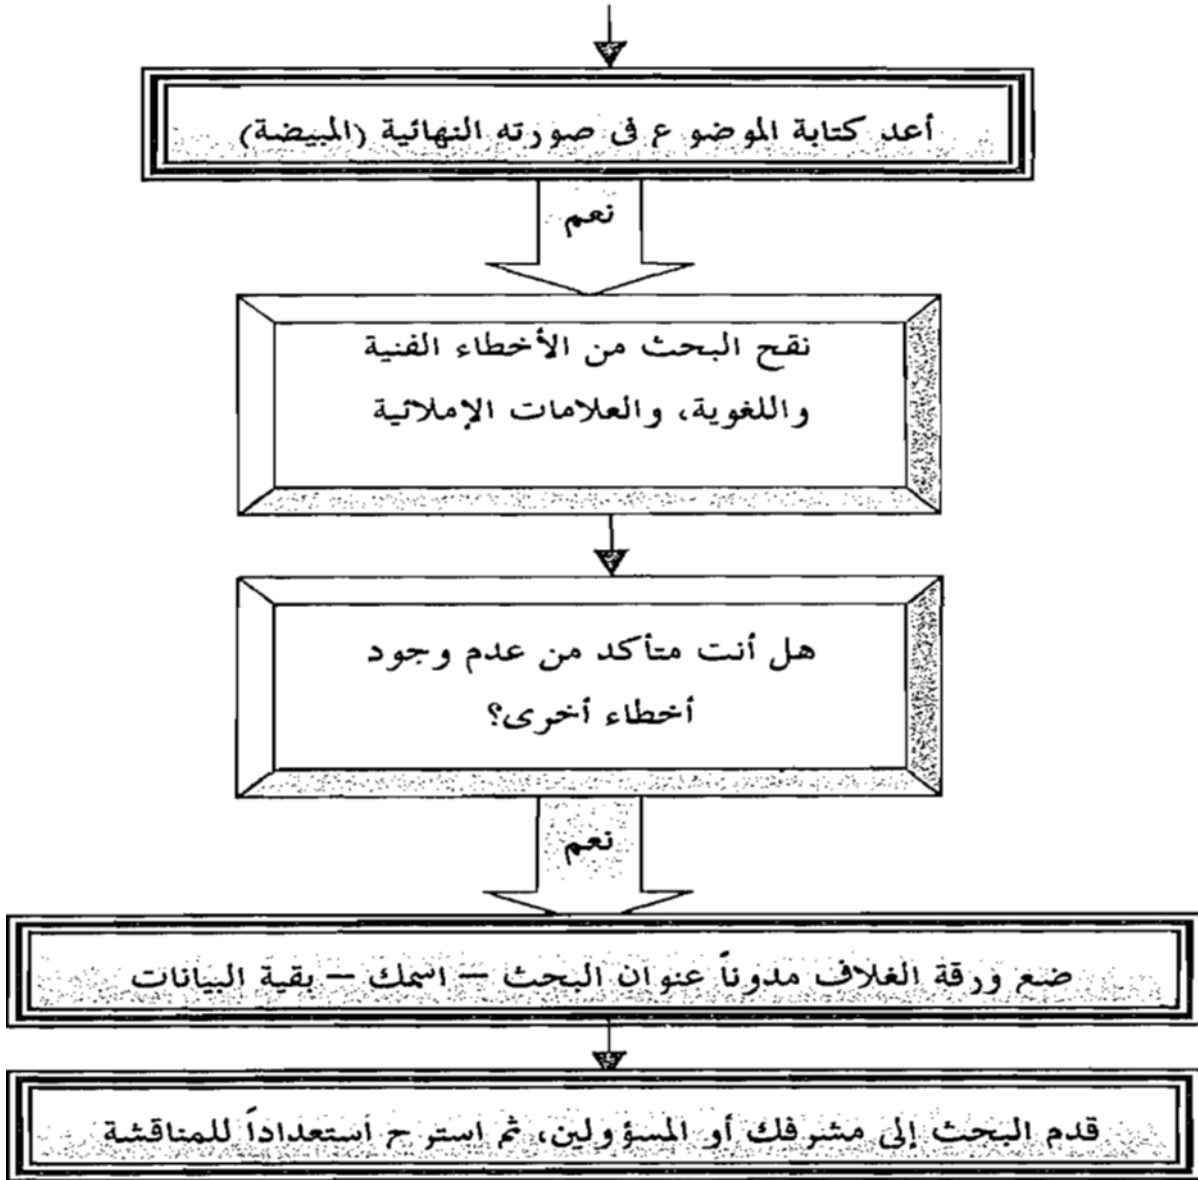 أعد كتابة الموضوع في صورته النهائية (المبيضة)
نعم
نقح البحث من الأخطاء الفنية
واللغوية، والعلامات الإملائية
هل أنت متأكد من عدم وجود
أخطاء أخرى؟
نعم
ضع ورقة الغلاف مدوناً عنوان البحث – اسمك – بقية البيانات
قدم البحث إلى مشرفك أو المسؤولين، ثم استرح استعداداً للمناقشة